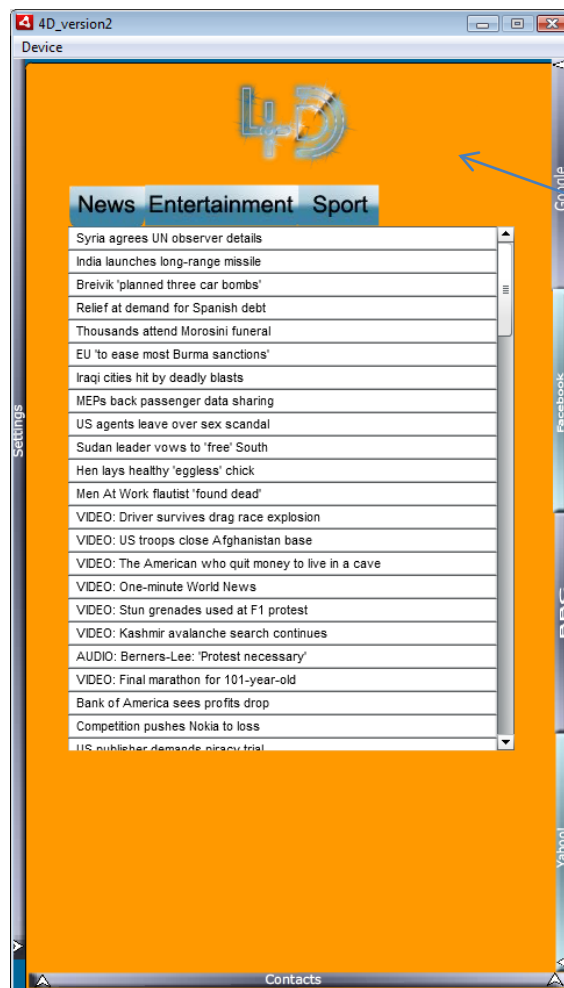 4D_version2
Device
4D
News Entertainment Sport
Syria agrees UN observer details
India launches long-range missile
Breivik 'planned three car bombs'
Relief at demand for Spanish debt
Thousands attend Morosini funeral
EU 'to ease most Burma sanctions'
Iraqi cities hit by deadly blasts
MEPs back passenger data sharing
US agents leave over sex scandal
Sudan leader vows to 'free' South
Hen lays healthy 'eggless' chick
Men At Work flautist 'found dead'
VIDEO: Driver survives drag race explosion
VIDEO: US troops close Afghanistan base
VIDEO: The American who quit money to live in a cave
VIDEO: One-minute World News
VIDEO: Stun grenades used at F1 protest
VIDEO: Kashmir avalanche search continues
AUDIO: Berners-Lee: 'Protest necessary'
VIDEO: Final marathon for 101-year-old
Bank of America sees profits drop
Competition pushes Nokia to loss
US publisher demands piracy trial
Settings
Google
Facebook
BBC
Yahoo!
Contacts